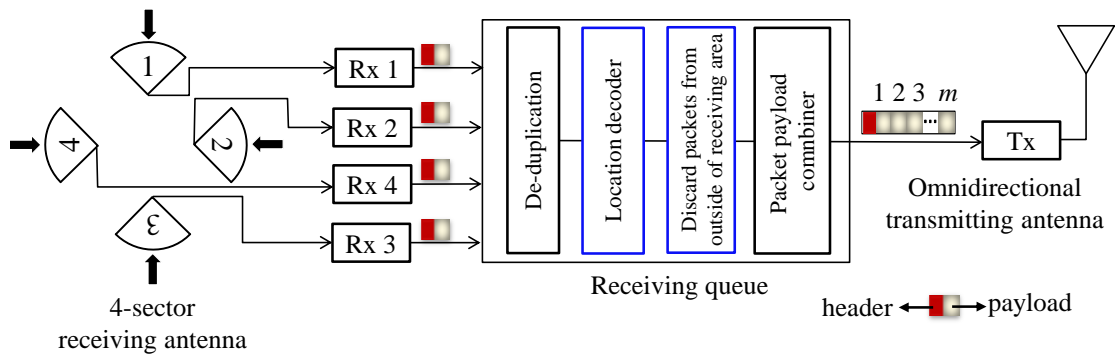 1
2
4
3
4-sector
receiving antenna
Rx 1
Rx 2
Rx 4
Rx 3
De-duplication
Location decoder
Discard packets from
outside of receiving area
Packet payload
comnbiner
Receiving queue
1 2 3 m
...
Tx
Omnidirectional
transmitting antenna
header
payload